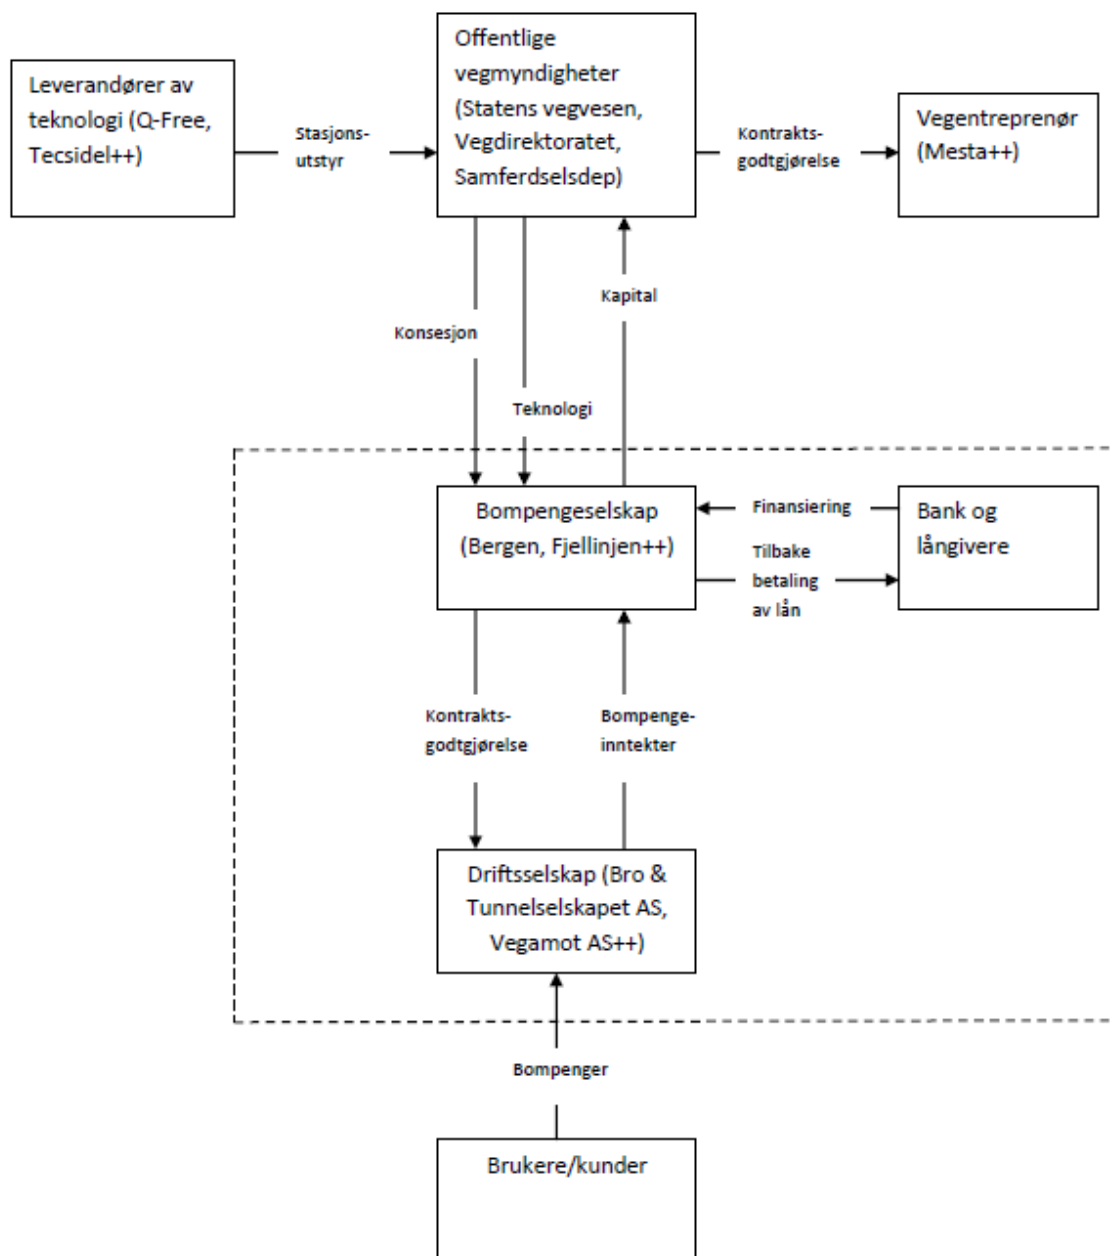 Leverandører av
teknologi (Q-Free,
Tecsidel++)
Stasjons-
utstyr
Offentlige
vegmyndigheter
(Statens vegvesen,
Vegdirektoratet,
Samferdselsdep)
Kontrakts-
godtgjørelse
Vegentreprenør
(Mesta++)
Konsesjon
Teknologi
Kapital
Bompengeselskap
(Bergen, Fjellinjen++)
Finansiering
Tilbake
betaling
av lån
Bank og
långivere
Kontrakts-
godtgjørelse
Bompenge-
inntekter
Driftsselskap (Bro &
Tunnelselskapet AS,
Vegamot AS++)
Bompenger
Brukere/kunder